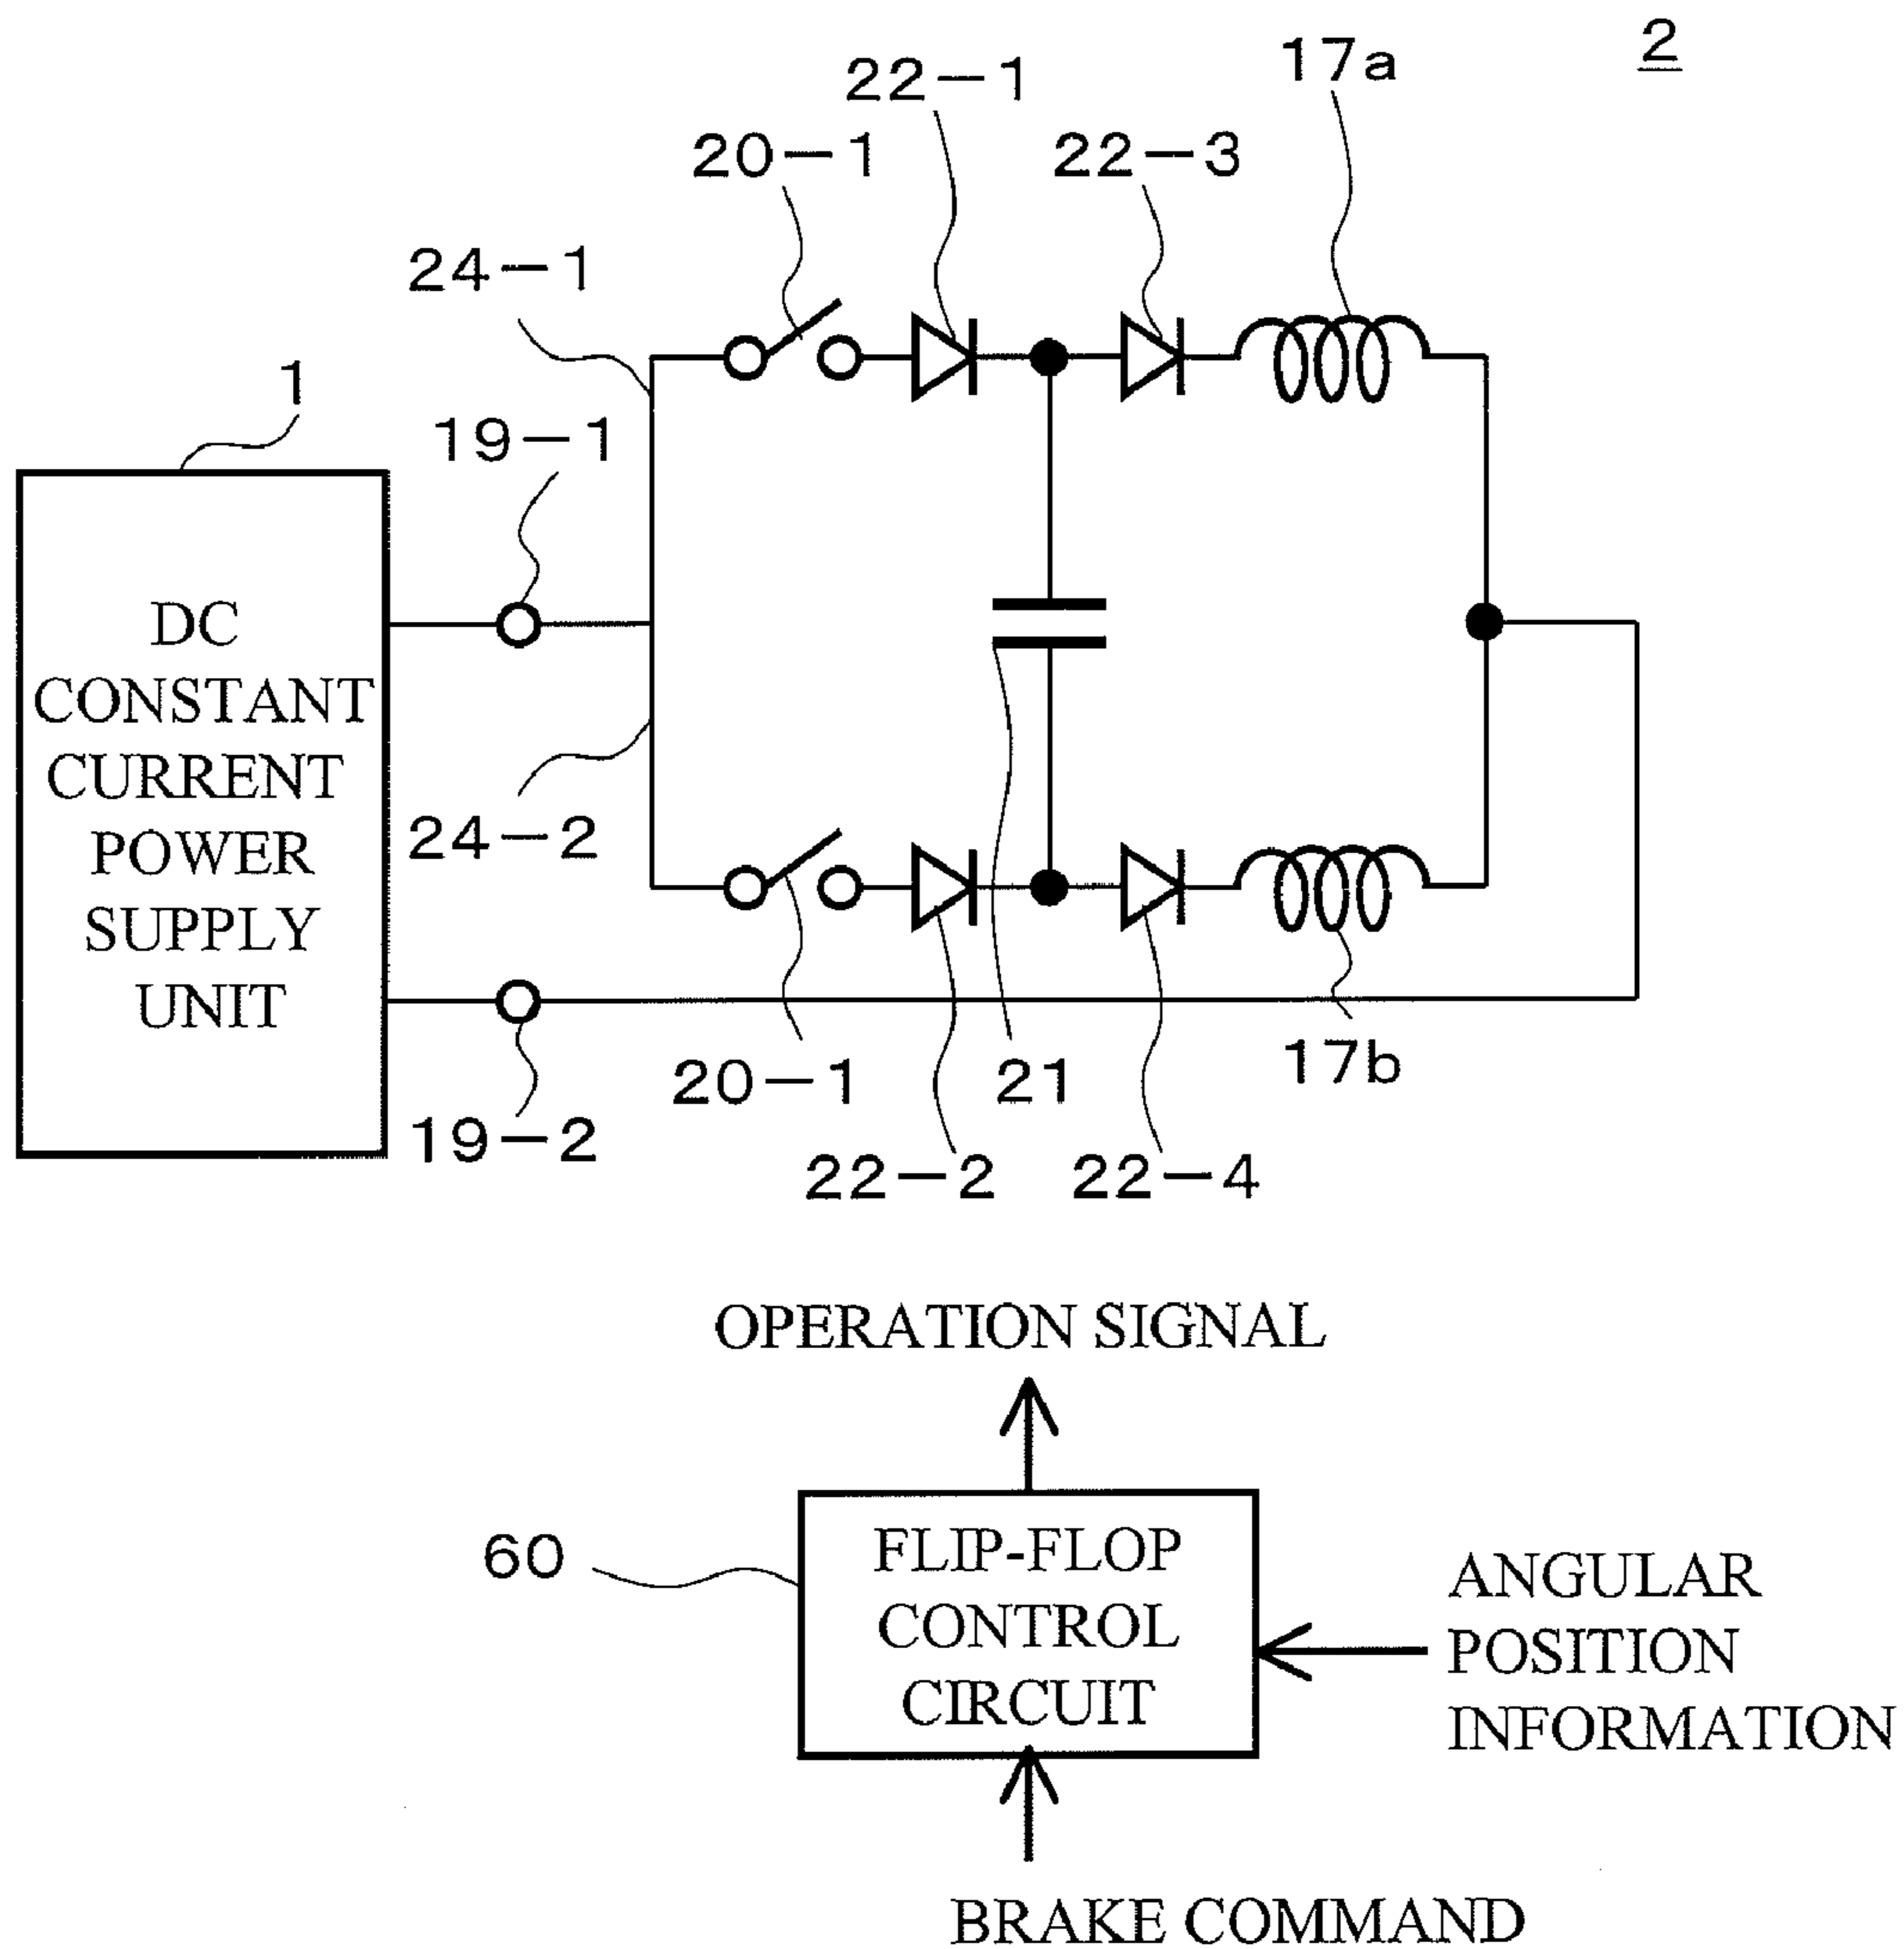 2
17a
22-1
20-1
22-3
24-1
1
19-1
DC
CONSTANT
CURRENT
POWER
SUPPLY
UNIT
24-2
20-1
21
17b
19-2
22-2
22-4
OPERATION SIGNAL
60
FLIP-FLOP
CONTROL
CIRCUIT
ANGULAR
POSITION
INFORMATION
BRAKE COMMAND